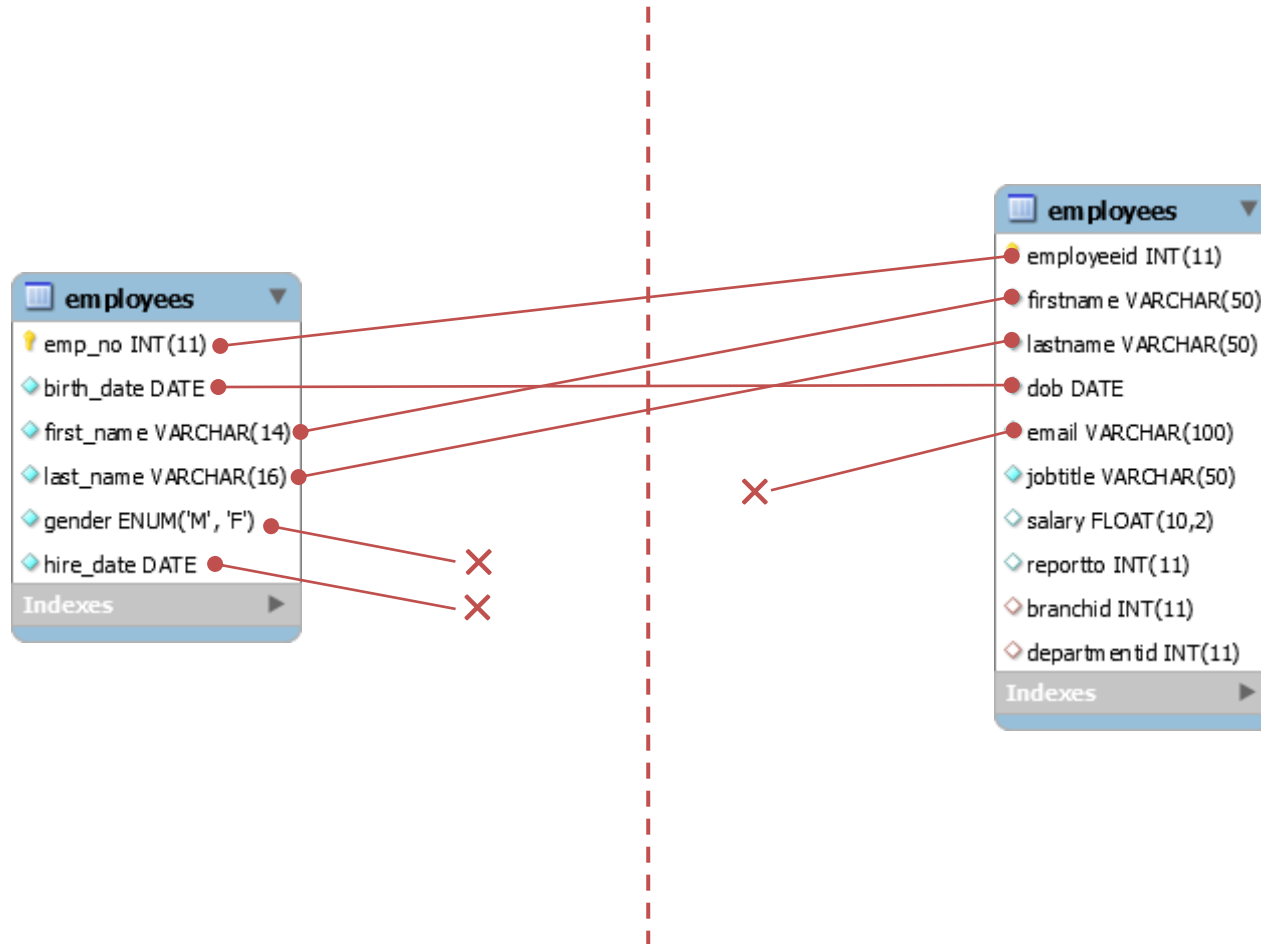 employees
emp_no INT(11)
birth_date DATE
first_name VARCHAR(14)
last_name VARCHAR(16)
gender ENUM('M', 'F')
hire_date DATE
Indexes
employees
employeeid INT(11)
firstname VARCHAR(50)
lastname VARCHAR(50)
dob DATE
email VARCHAR(100)
jobtitle VARCHAR(50)
salary FLOAT(10,2)
reportto INT(11)
branchid INT(11)
departmentid INT(11)
Indexes